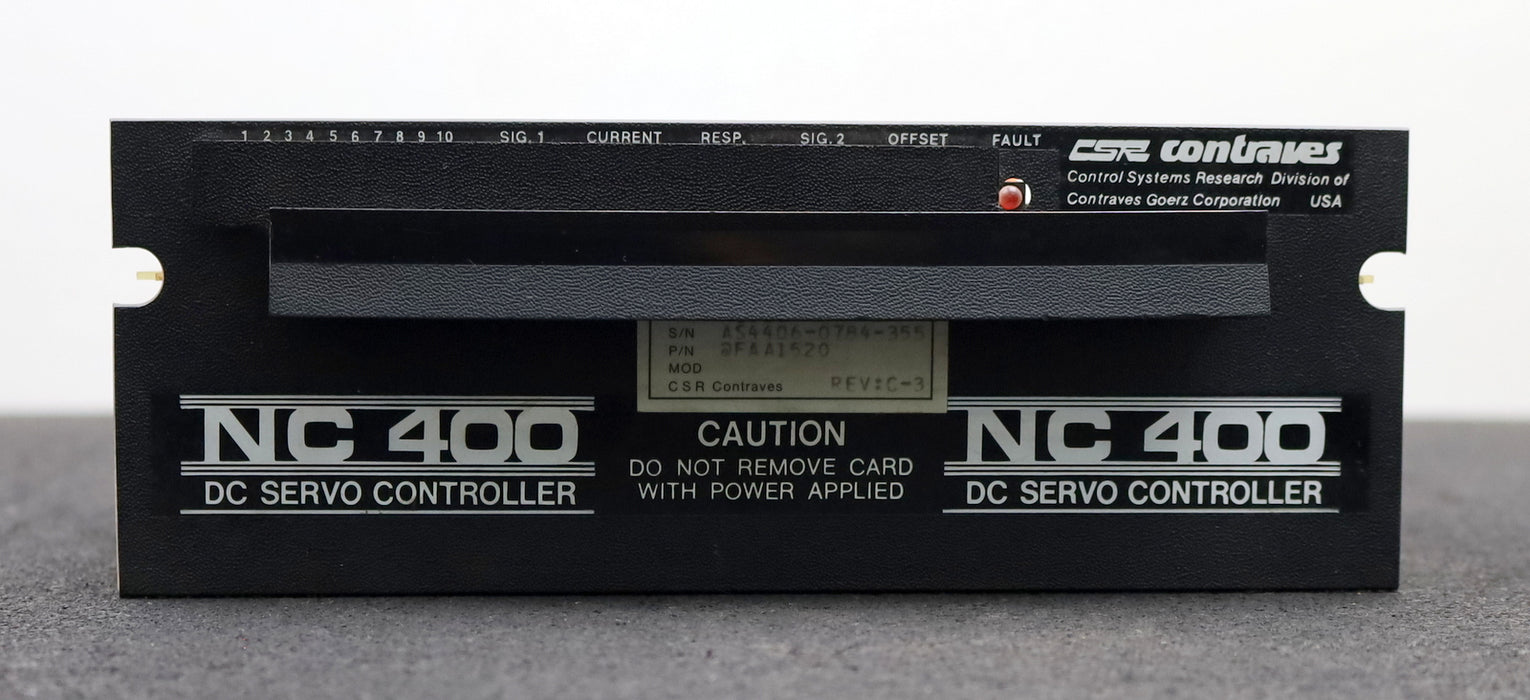 1 2 3 4 5 6 7 8 9 10 SIG. 1 CURRENT RESP. SIG. 2 OFFSET FAULT
CSR contraves
Control Systems Research Division of
Contraves Goerz Corporation USA
S/N AS4406-0784-355
P/N @FAA1520
MOD
CSR Contraves REV:C-3
NC 400
DC SERVO CONTROLLER
CAUTION
DO NOT REMOVE CARD
WITH POWER APPLIED
NC 400
DC SERVO CONTROLLER